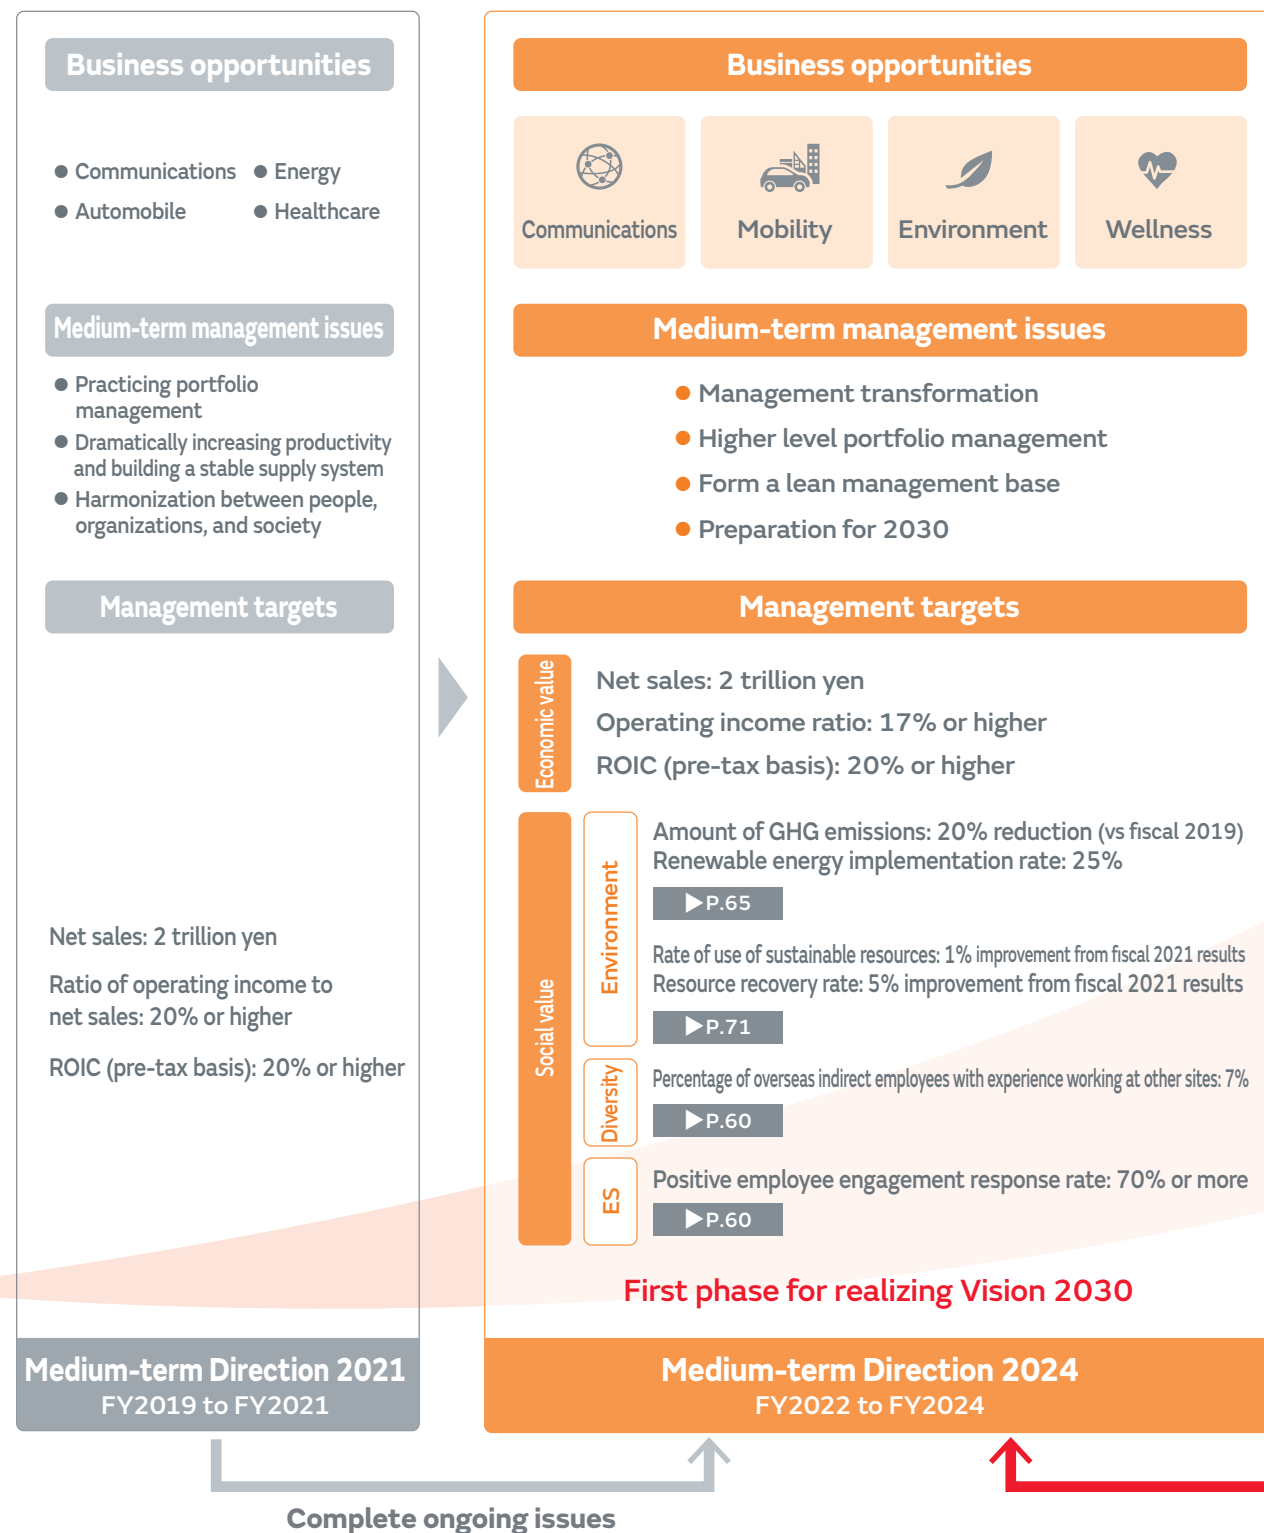 Business opportunities
● Communications ● Energy
● Automobile ● Healthcare
Medium-term management issues
● Practicing portfolio
management
● Dramatically increasing productivity
and building a stable supply system
● Harmonization between people,
organizations, and society
Management targets
Net sales: 2 trillion yen
Ratio of operating income to
net sales: 20% or higher
ROIC (pre-tax basis): 20% or higher
Medium-term Direction 2021
FY2019 to FY2021
Business opportunities
Communications
Mobility
Environment
Wellness
Medium-term management issues
● Management transformation
● Higher level portfolio management
● Form a lean management base
● Preparation for 2030
Management targets
Economic value
Net sales: 2 trillion yen
Operating income ratio: 17% or higher
ROIC (pre-tax basis): 20% or higher
Social value
Environment
Amount of GHG emissions: 20% reduction (vs fiscal 2019)
Renewable energy implementation rate: 25%
▶P.65
Rate of use of sustainable resources: 1% improvement from fiscal 2021 results
Resource recovery rate: 5% improvement from fiscal 2021 results
▶P.71
Diversity
Percentage of overseas indirect employees with experience working at other sites: 7%
▶P.60
ES
Positive employee engagement response rate: 70% or more
▶P.60
First phase for realizing Vision 2030
Medium-term Direction 2024
FY2022 to FY2024
Complete ongoing issues